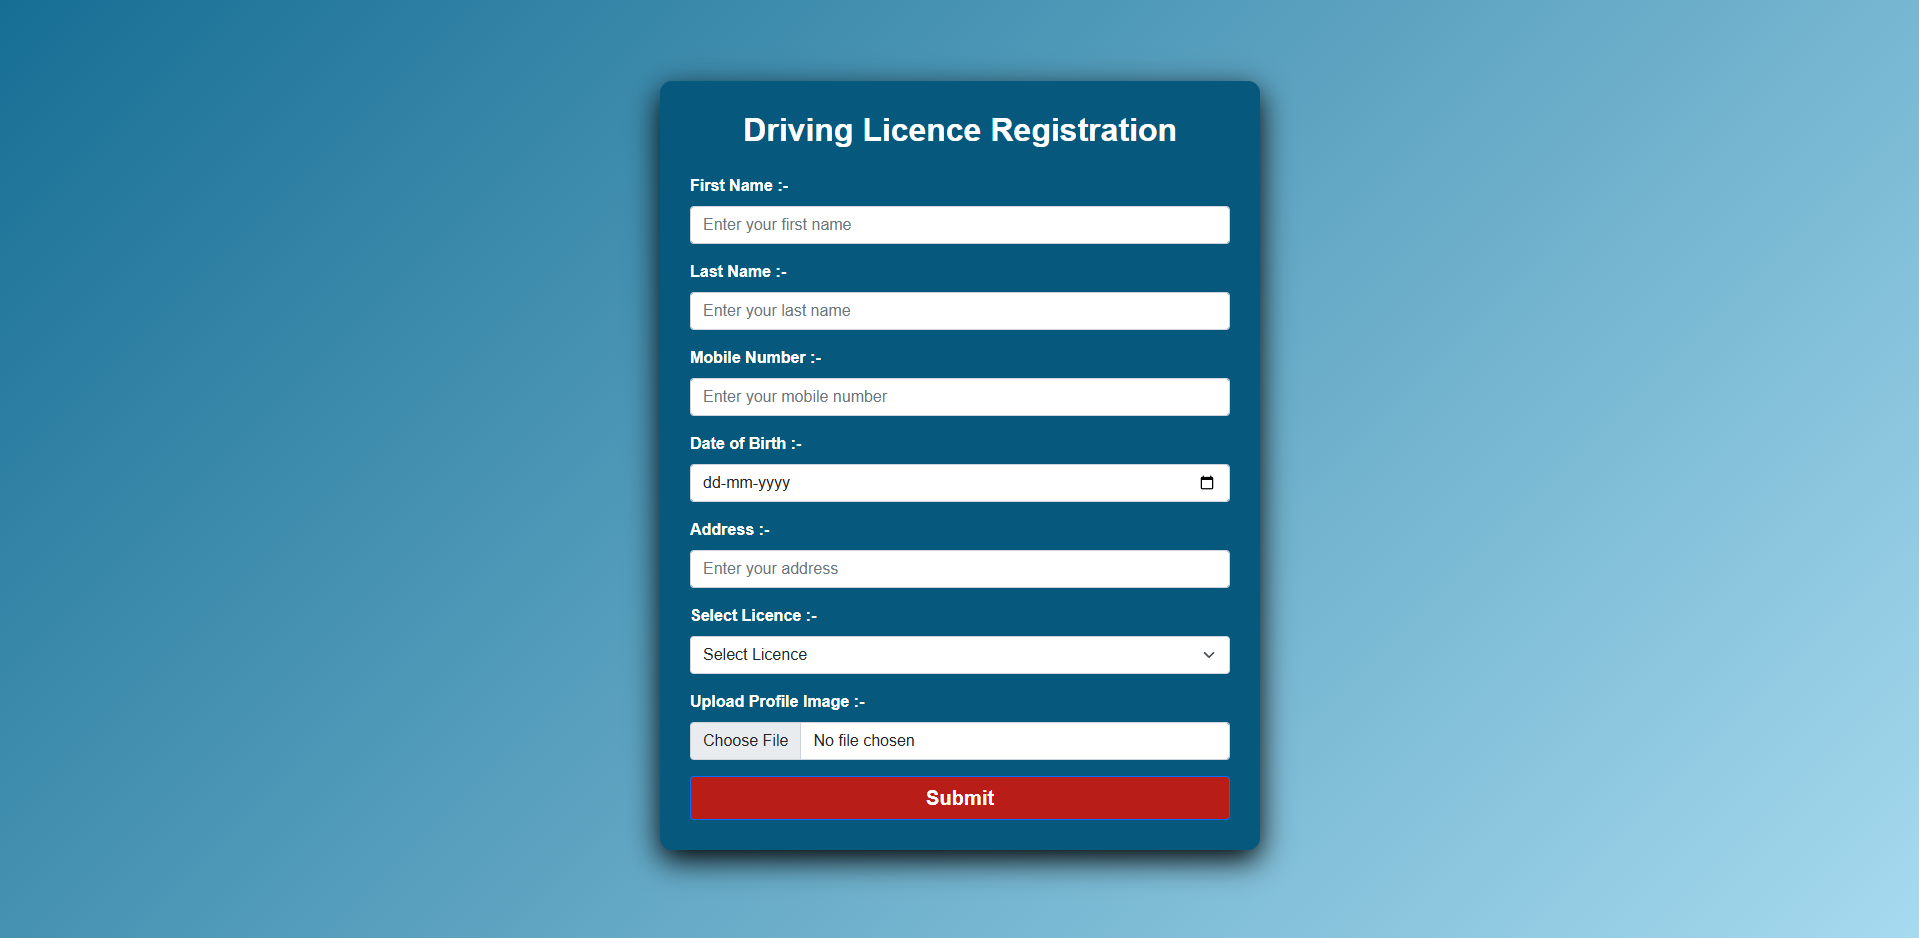 Driving Licence Registration
First Name :-
Enter your first name
Last Name :-
Enter your last name
Mobile Number :-
Enter your mobile number
Date of Birth :-
dd-mm-yyyy
Address :-
Enter your address
Select Licence :-
Select Licence
Upload Profile Image :-
Choose File No file chosen
Submit